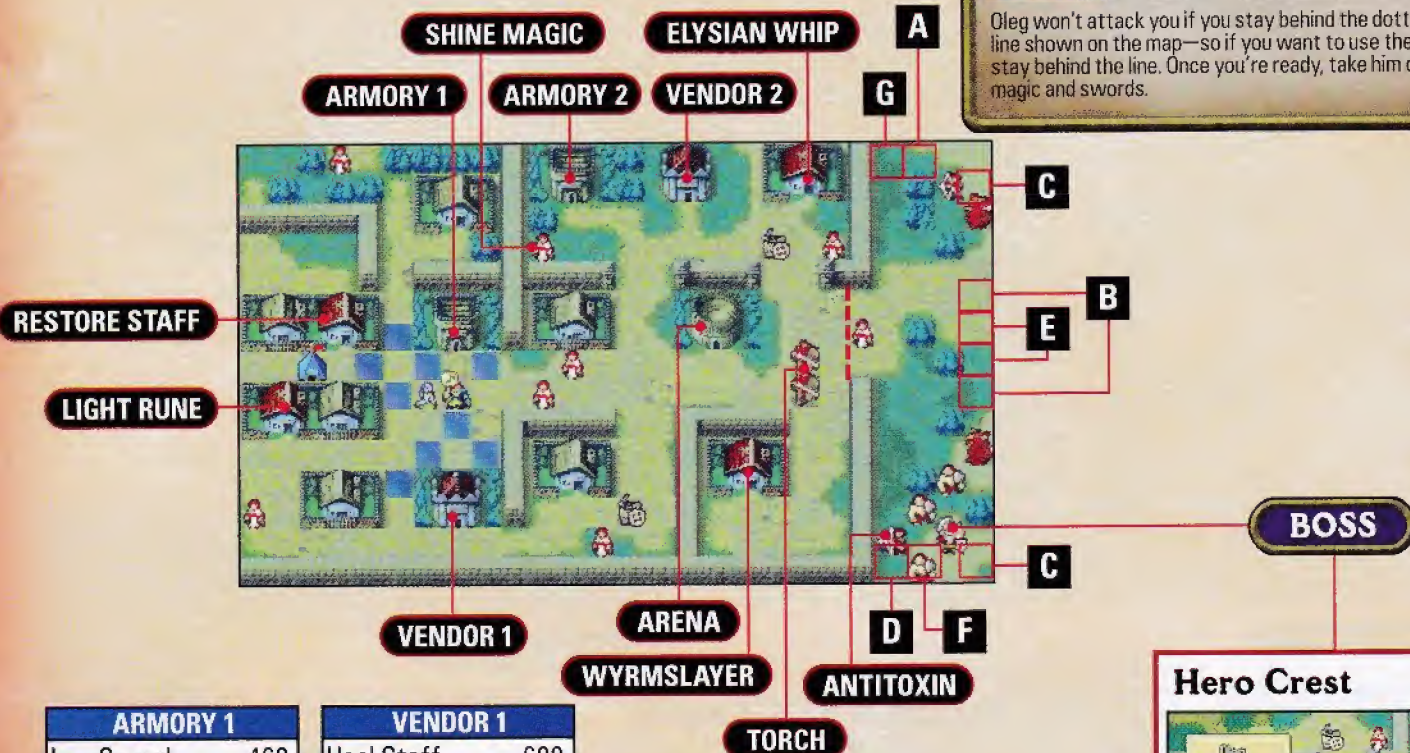 Oleg won't attack you if you stay behind the
line shown on the map—so if you want to use the
stay behind the line. Once you're ready, take him
magic and swords.
SHINE MAGIC
ELYSIAN WHIP
A
ARMORY 1
ARMORY 2
VENDOR 2
G
C
B
RESTORE STAFF
E
LIGHT RUNE
BOSS
C
VENDOR 1
ARENA
D
F
WYRMSLAYER
ANTITOXIN
TORCH
Hero Crest
ARMORY 1
VENDOR 1